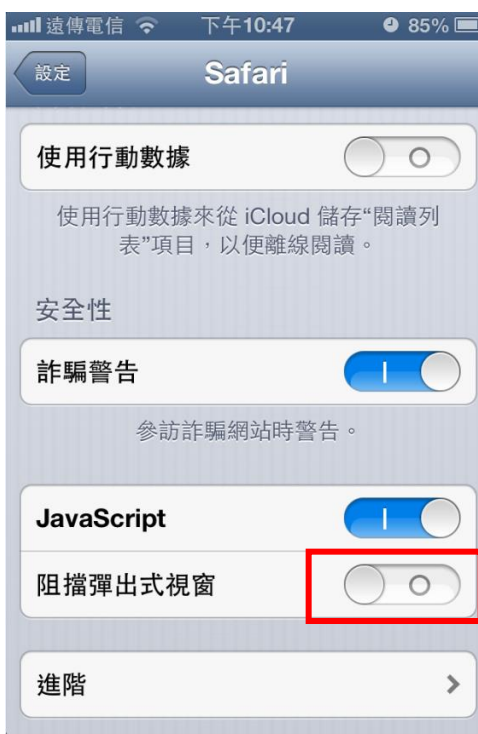 遠傳電信 下午10:47 85%
設定 Safari
使用行動數據
使用行動數據來從 iCloud 儲存“閱讀列
表”項目，以便離線閱讀。
安全性
詐騙警告
參訪詐騙網站時警告。
JavaScript
阻擋彈出式視窗
進階